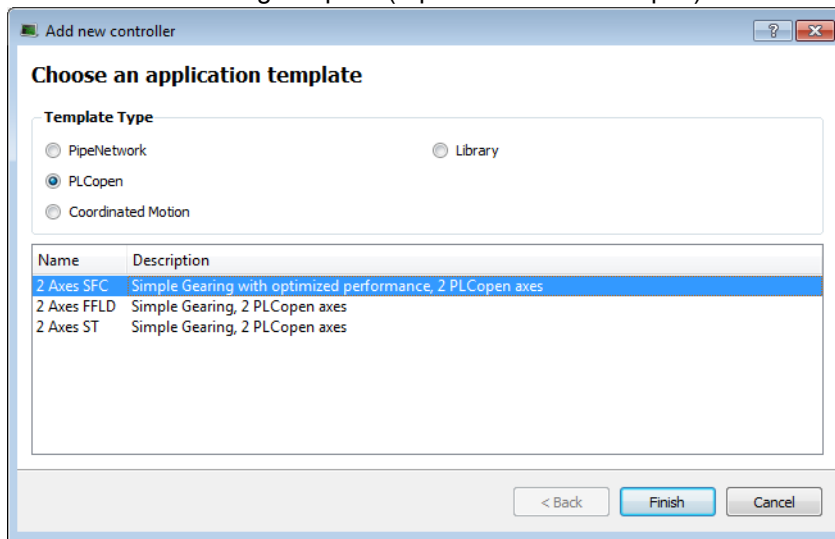 Add new controller
Choose an application template
Template Type
PipeNetwork
Library
PLCopen
Coordinated Motion
Name Description
2 Axes SFC Simple Gearing with optimized performance, 2 PLCopen axes
2 Axes FFLD Simple Gearing, 2 PLCopen axes
2 Axes ST Simple Gearing, 2 PLCopen axes
< Back Finish Cancel